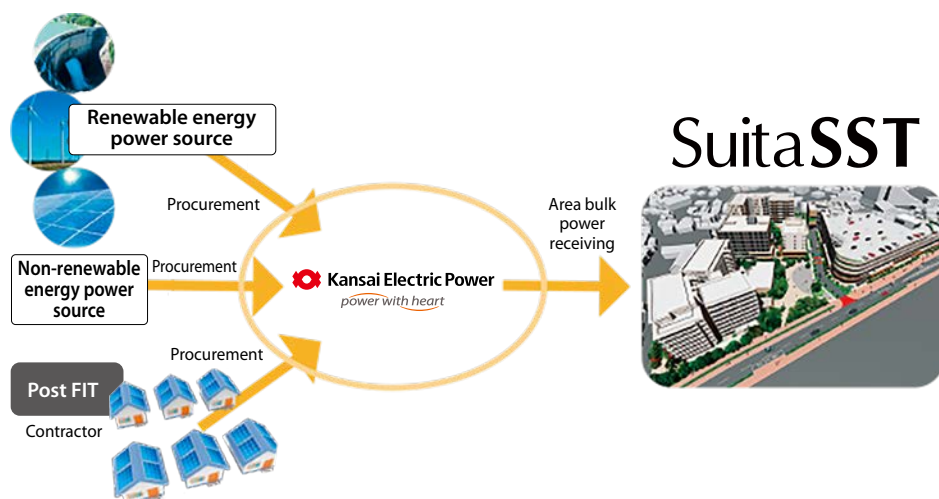 Renewable energy
power source
SuitaSST
Procurement
Area bulk
power
receiving
Non-renewable
energy power
source
Procurement
Kansai Electric Power
power with heart
Procurement
Post FIT
Contractor